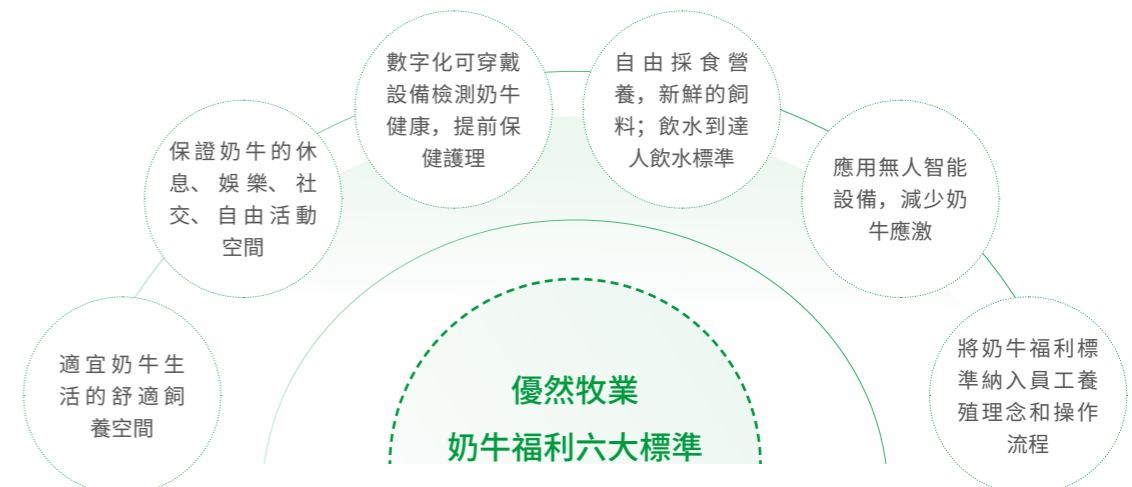 適宜奶牛生
活的舒適飼
養空間
保證奶牛的休
息、娛樂、社
交、自由活動
空間
數字化可穿戴
設備檢測奶牛
健康，提前保
健護理
自由採食營
養，新鮮的飼
料；飲水到達
人飲水標準
應用無人智能
設備，減少奶
牛應激
將奶牛福利標
準納入員工養
殖理念和操作
流程
優然牧業
奶牛福利六大標準